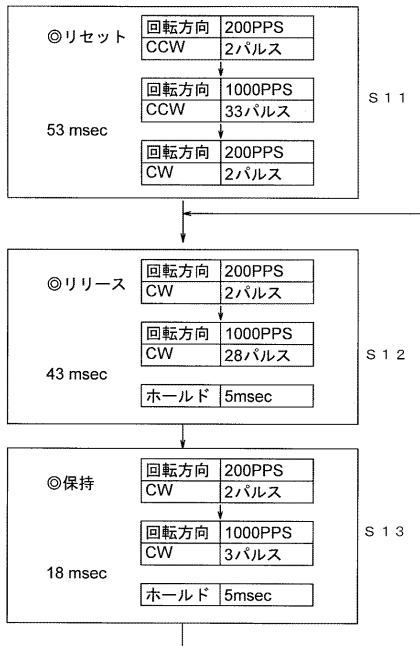 ◎リセット
回転方向 200PPS
CCW 2パルス
回転方向 1000PPS
CCW 33パルス
53 msec
回転方向 200PPS
CW 2パルス
S11
◎リリース
回転方向 200PPS
CW 2パルス
回転方向 1000PPS
CW 28パルス
43 msec
ホールド 5msec
S12
◎保持
回転方向 200PPS
CW 2パルス
回転方向 1000PPS
CW 3パルス
18 msec
ホールド 5msec
S13